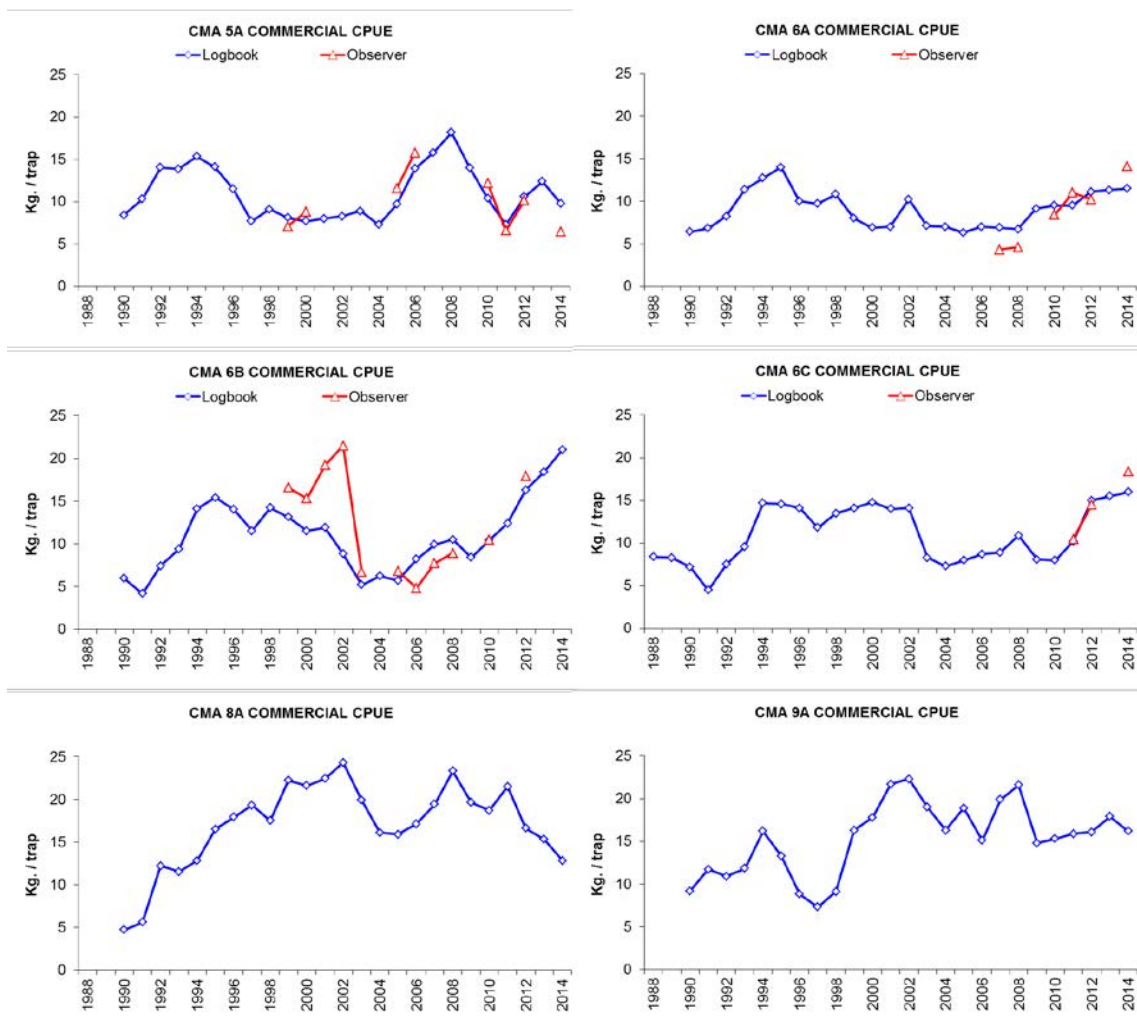 CMA 5A COMMERCIAL CPUE
Logbook Observer
Kg. / trap
25
20
15
10
5
0
1988 1990 1992 1994 1996 1998 2000 2002 2004 2006 2008 2010 2012 2014
CMA 6A COMMERCIAL CPUE
Logbook Observer
Kg. / trap
25
20
15
10
5
0
1988 1990 1992 1994 1996 1998 2000 2002 2004 2006 2008 2010 2012 2014
CMA 6B COMMERCIAL CPUE
Logbook Observer
Kg. / trap
25
20
15
10
5
0
1988 1990 1992 1994 1996 1998 2000 2002 2004 2006 2008 2010 2012 2014
CMA 6C COMMERCIAL CPUE
Logbook Observer
Kg. / trap
25
20
15
10
5
0
1988 1990 1992 1994 1996 1998 2000 2002 2004 2006 2008 2010 2012 2014
CMA 8A COMMERCIAL CPUE
Kg. / trap
25
20
15
10
5
0
1988 1990 1992 1994 1996 1998 2000 2002 2004 2006 2008 2010 2012 2014
CMA 9A COMMERCIAL CPUE
Kg. / trap
25
20
15
10
5
0
1988 1990 1992 1994 1996 1998 2000 2002 2004 2006 2008 2010 2012 2014